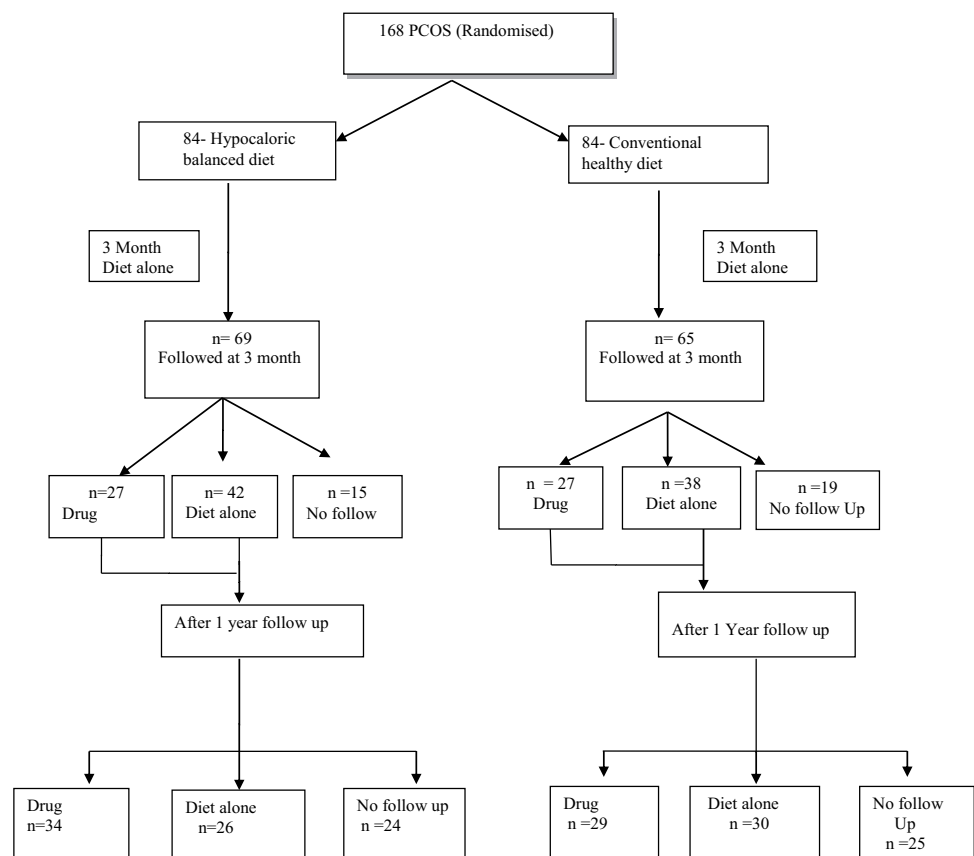 168 PCOS (Randomised)
84- Hypocaloric
balanced diet
84- Conventional
healthy diet
3 Month
Diet alone
3 Month
Diet alone
n= 69
Followed at 3 month
n= 65
Followed at 3 month
n=27
Drug
n= 42
Diet alone
n =15
No follow
n = 27
Drug
n=38
Diet alone
n =19
No follow Up
After 1 year follow up
After 1 Year follow up
Drug
n=34
Diet alone
n=26
No follow up
n =24
Drug
n =29
Diet alone
n =30
No follow
Up
n =25